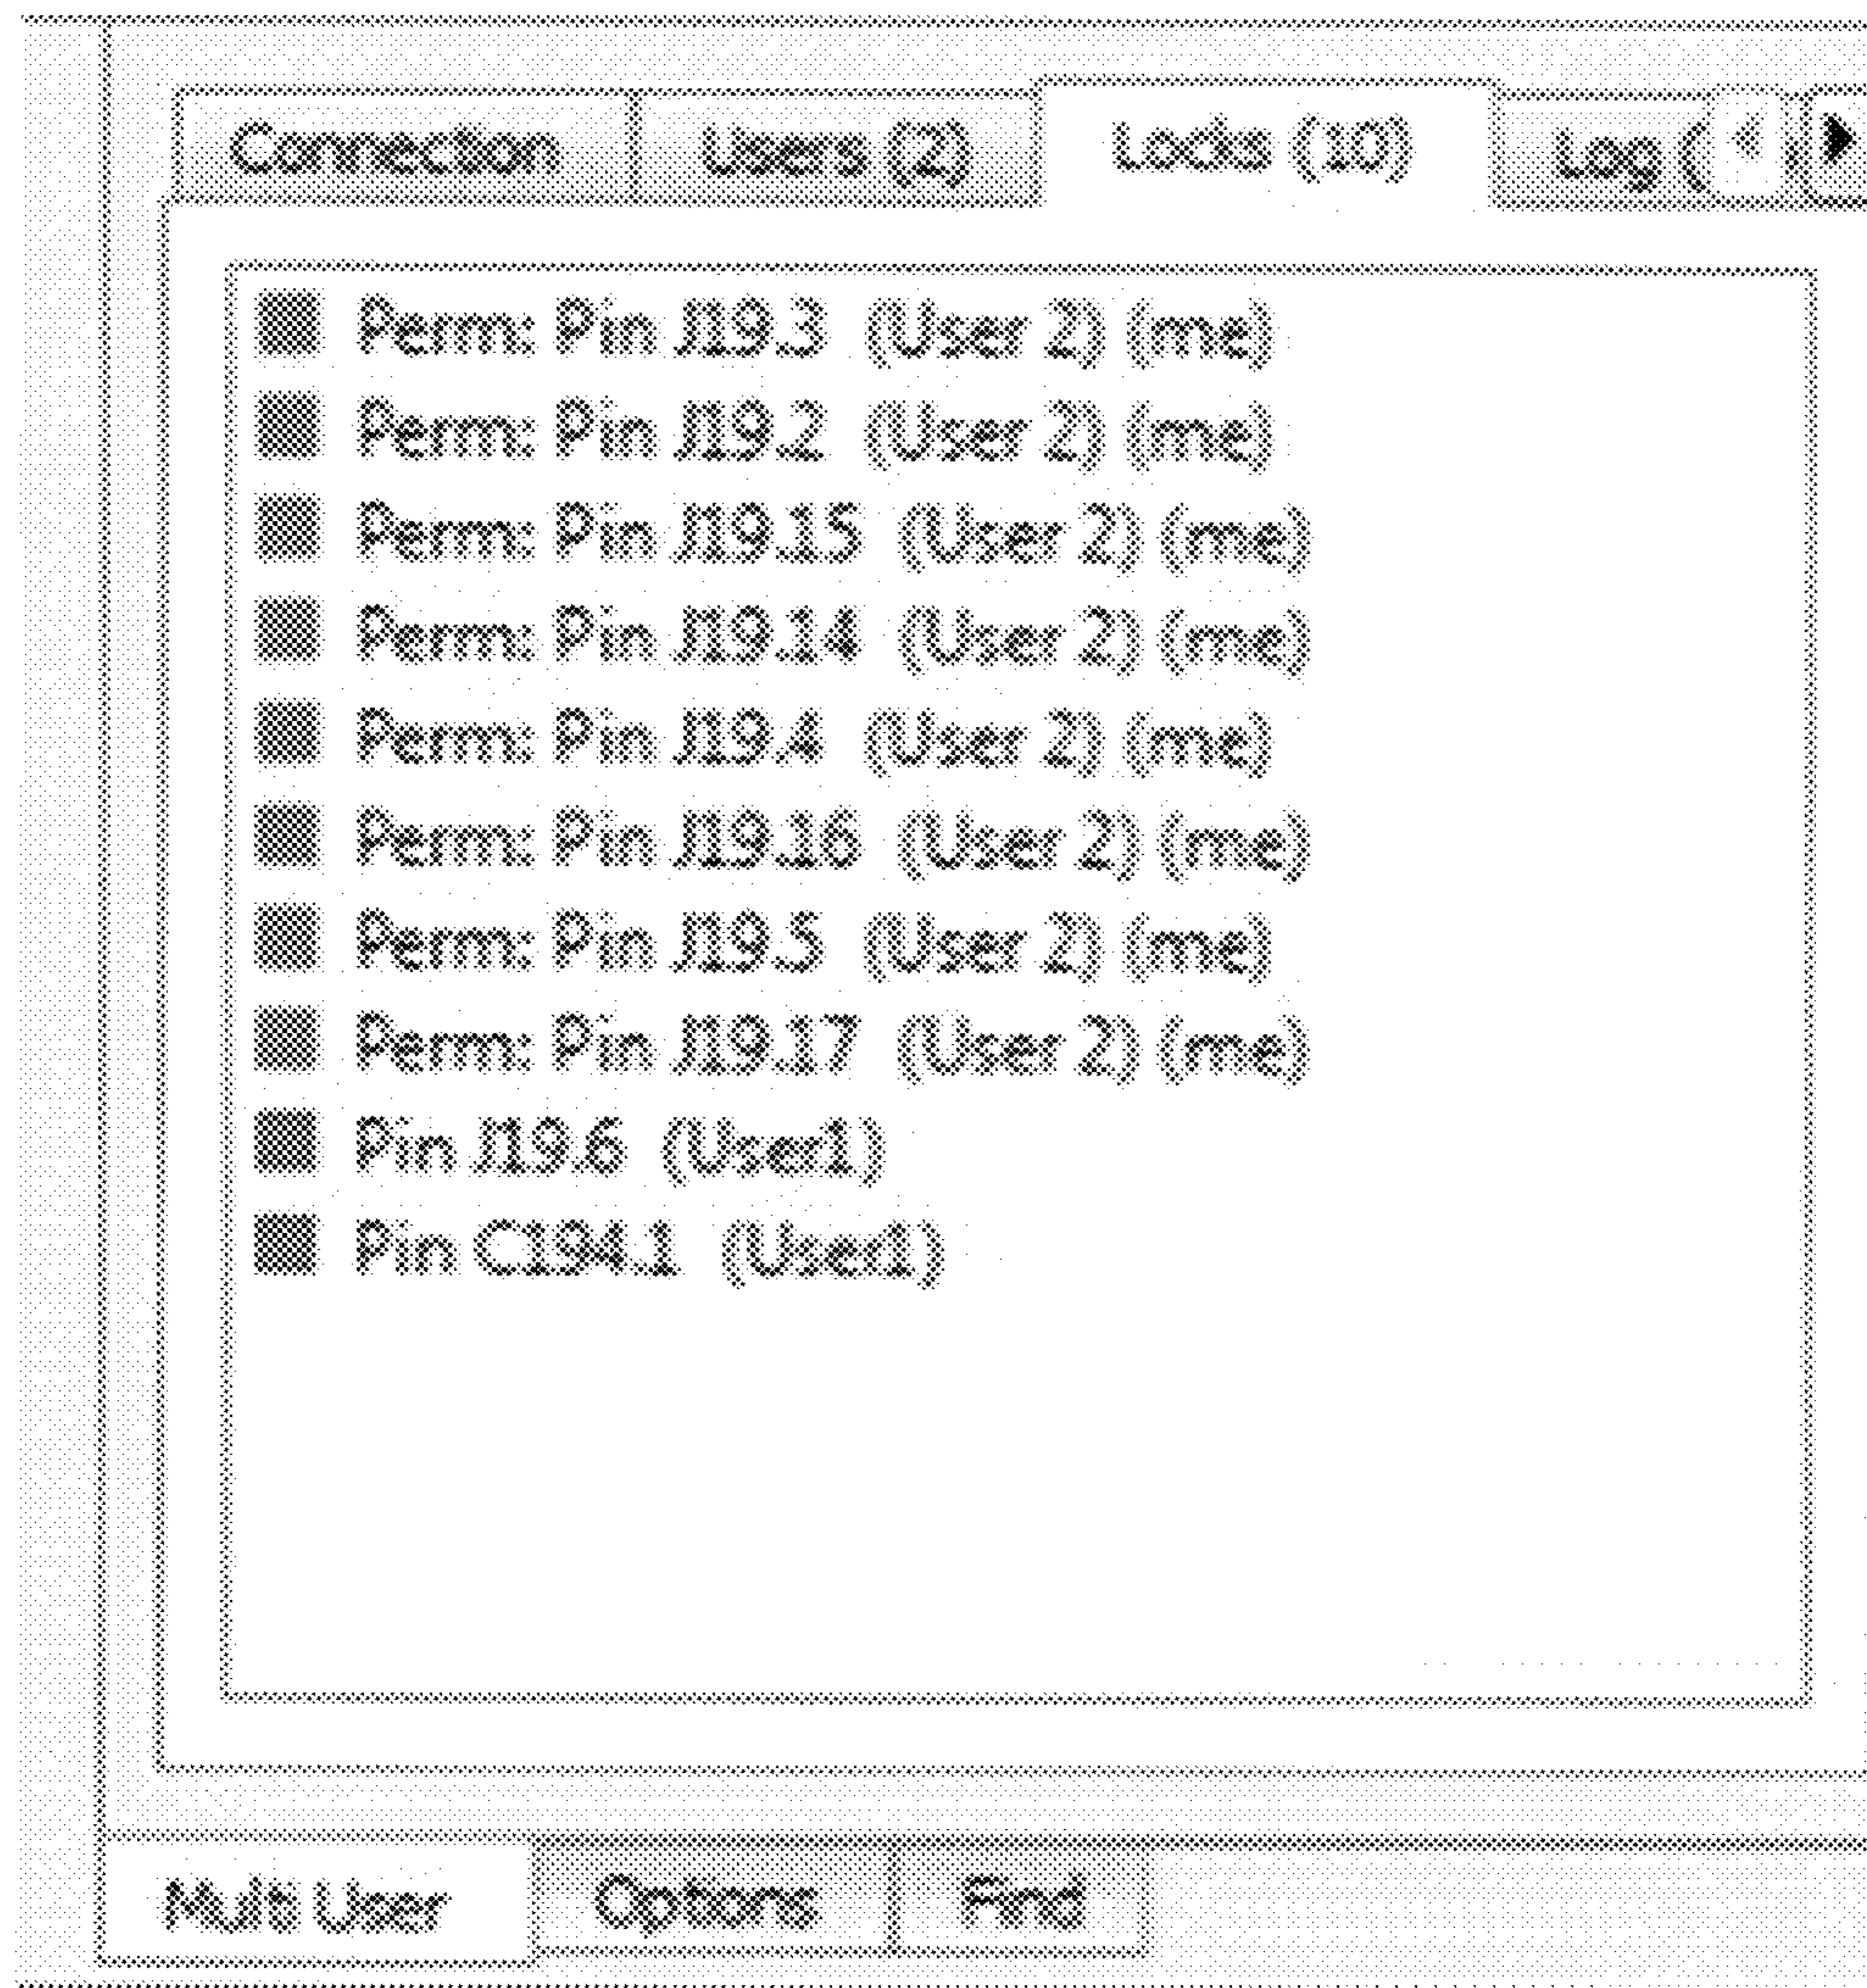 Connection Users (2) Locks (10) Log (
Perm: Pin J19.3 (User 2) (me)
Perm: Pin J19.2 (User 2) (me)
Perm: Pin J19.15 (User 2) (me)
Perm: Pin J19.14 (User 2) (me)
Perm: Pin J19.4 (User 2) (me)
Perm: Pin J19.16 (User 2) (me)
Perm: Pin J19.5 (User 2) (me)
Perm: Pin J19.17 (User 2) (me)
Pin J19.6 (User1)
Pin C194.1 (User1)
Multi User Options Find